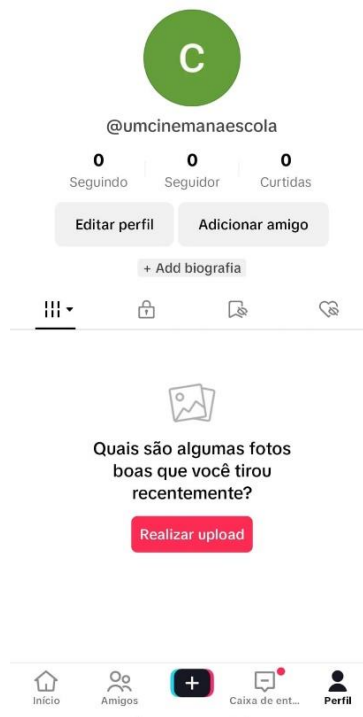 C
@umcinemanaescola
0 0 0
Seguindo Seguidor Curtidas
Editar perfil Adicionar amigo
+ Add biografia
Quais são algumas fotos
boas que você tirou
recentemente?
Realizar upload
Início Amigos Caixa de ent... Perfil